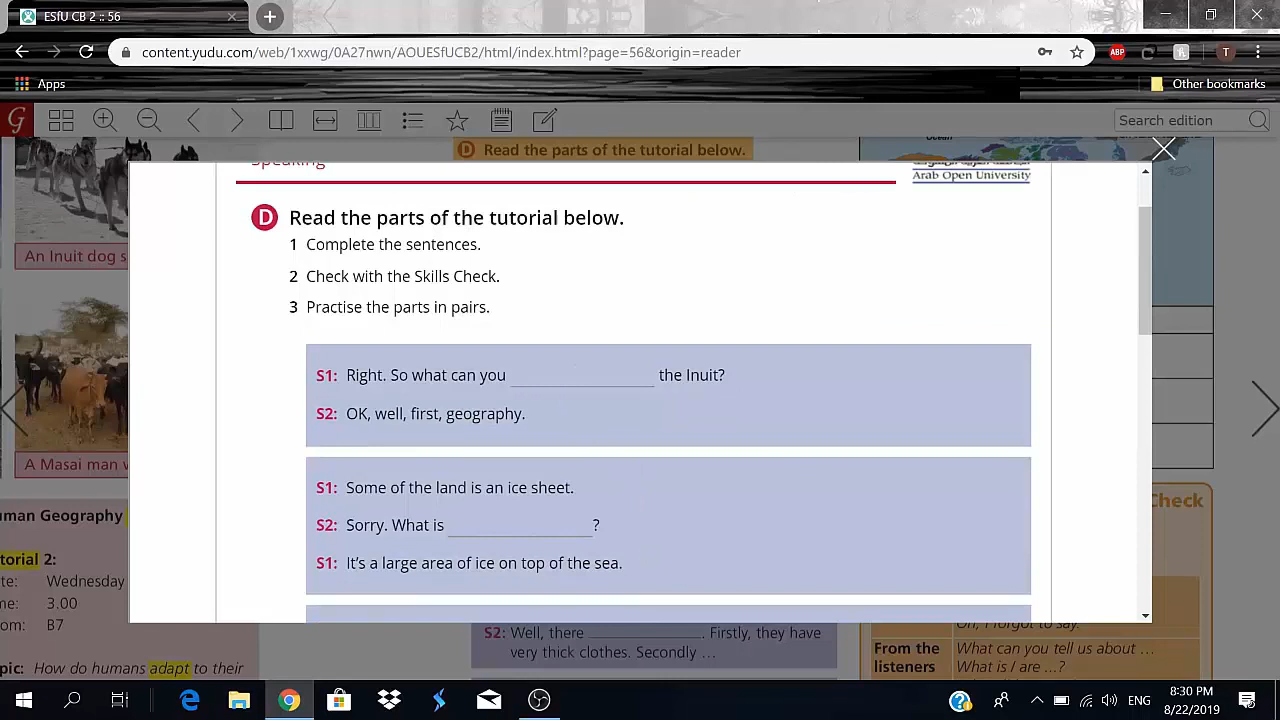 ESfU CB 2 :: 56
content.yudu.com/web/1xxwg/0A27nwn/AOUESfUCB2/html/index.html?page=56&origin=reader
ABP
T
Apps
Other bookmarks
G
Search edition
D Read the parts of the tutorial below.
Ocean
Speaking
Arab Open University
D Read the parts of the tutorial below.
1 Complete the sentences.
2 Check with the Skills Check.
3 Practise the parts in pairs.
An Inuit dog s
S1: Right. So what can you ______________ the Inuit?
S2: OK, well, first, geography.
A Masai man w
S1: Some of the land is an ice sheet.
S2: Sorry. What is ______________ ?
S1: It's a large area of ice on top of the sea.
uman Geography
torial 2:
te: Wednesday
me: 3.00
om: B7
pic: How do humans adapt to their
Check
Oh, I forgot to say.
S2: Well, there ____________. Firstly, they have
very thick clothes. Secondly …
From the
listeners
What can you tell us about …
What is / are …?
ENG
8:30 PM
8/22/2019